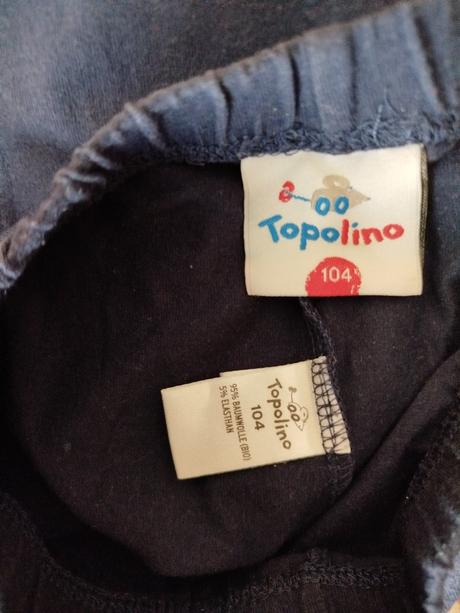 Topolino
104
Topolino
104
95% BAUMWOLLE (BIO)
5% ELASTHAN